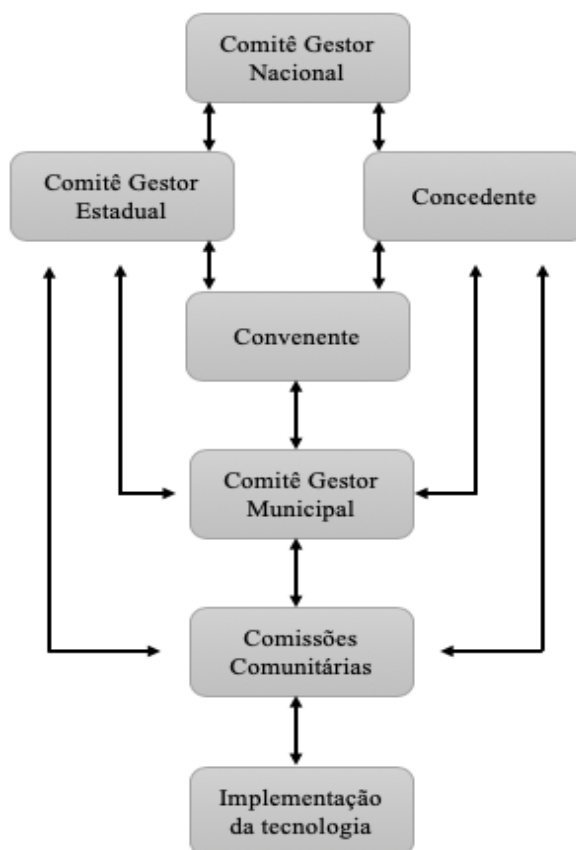 Comitê Gestor
Nacional
Comitê Gestor
Estadual
Concedente
Convenente
Comitê Gestor
Municipal
Comissões
Comunitárias
Implementação
da tecnologia